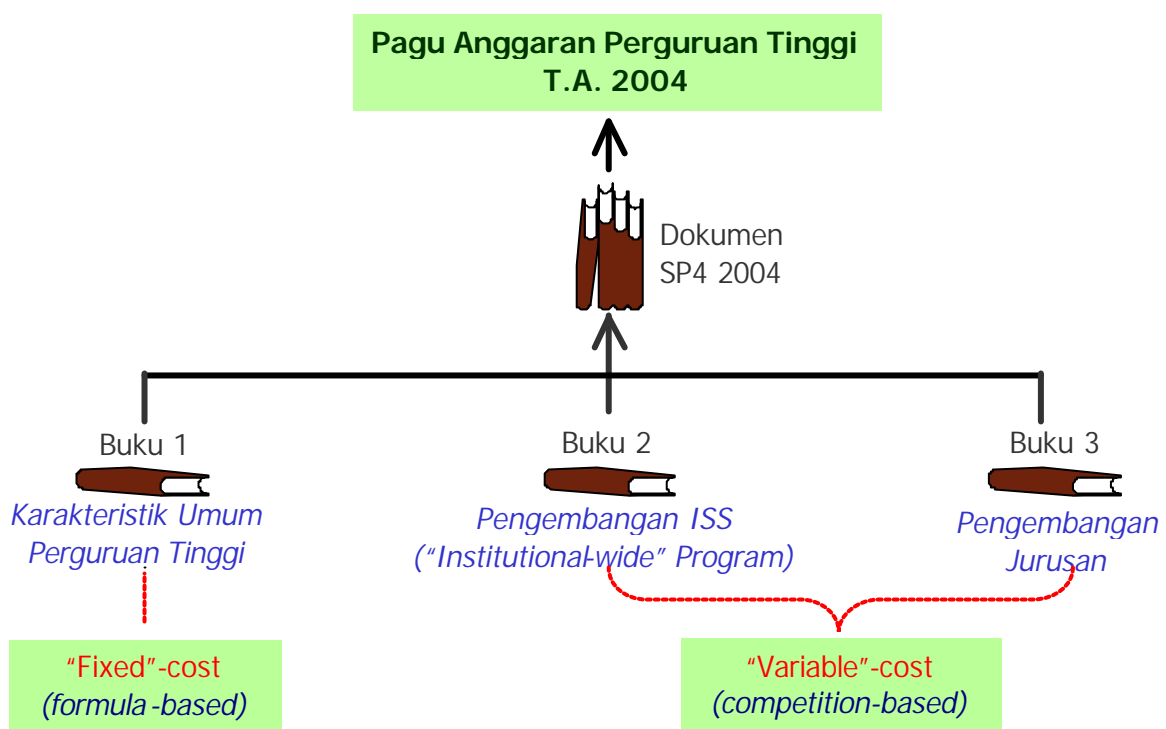 Pagu Anggaran Perguruan Tinggi
T.A. 2004
Dokumen
SP4 2004
Buku 1
Karakteristik Umum
Perguruan Tinggi
Buku 2
Pengembangan ISS
(“Institutional-wide” Program)
Buku 3
Pengembangan
Jurusan
“Fixed”-cost
(formula-based)
“Variable”-cost
(competition-based)